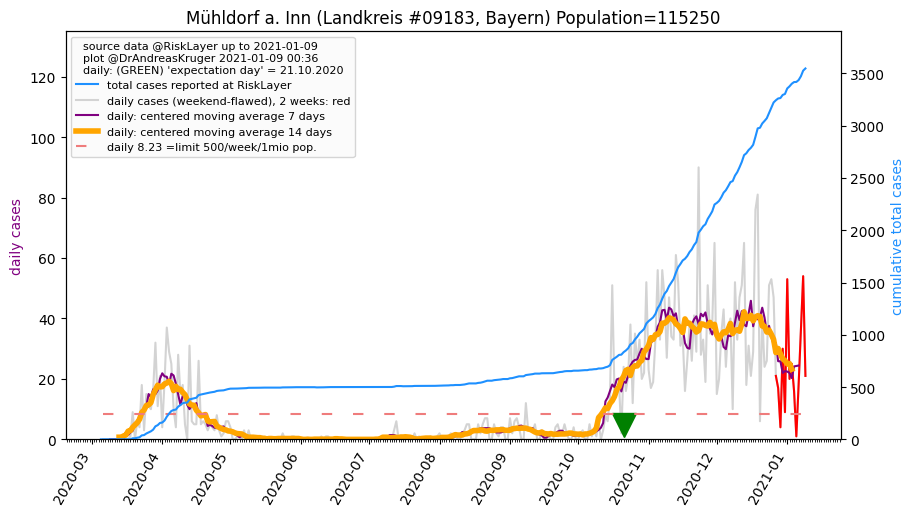 Mühldorf a. Inn (Landkreis #09183, Bayern) Population=115250
source data @RiskLayer up to 2021-01-09
plot @DrAndreasKruger 2021-01-09 00:36
daily: (GREEN) 'expectation day' = 21.10.2020
total cases reported at RiskLayer
daily cases (weekend-flawed), 2 weeks: red
daily: centered moving average 7 days
daily: centered moving average 14 days
daily 8.23 =limit 500/week/1mio pop.
daily cases
120
100
80
60
40
20
0
cumulative total cases
3500
3000
2500
2000
1500
1000
500
0
2020-03
2020-04
2020-05
2020-06
2020-07
2020-08
2020-09
2020-10
2020-11
2020-12
2021-01